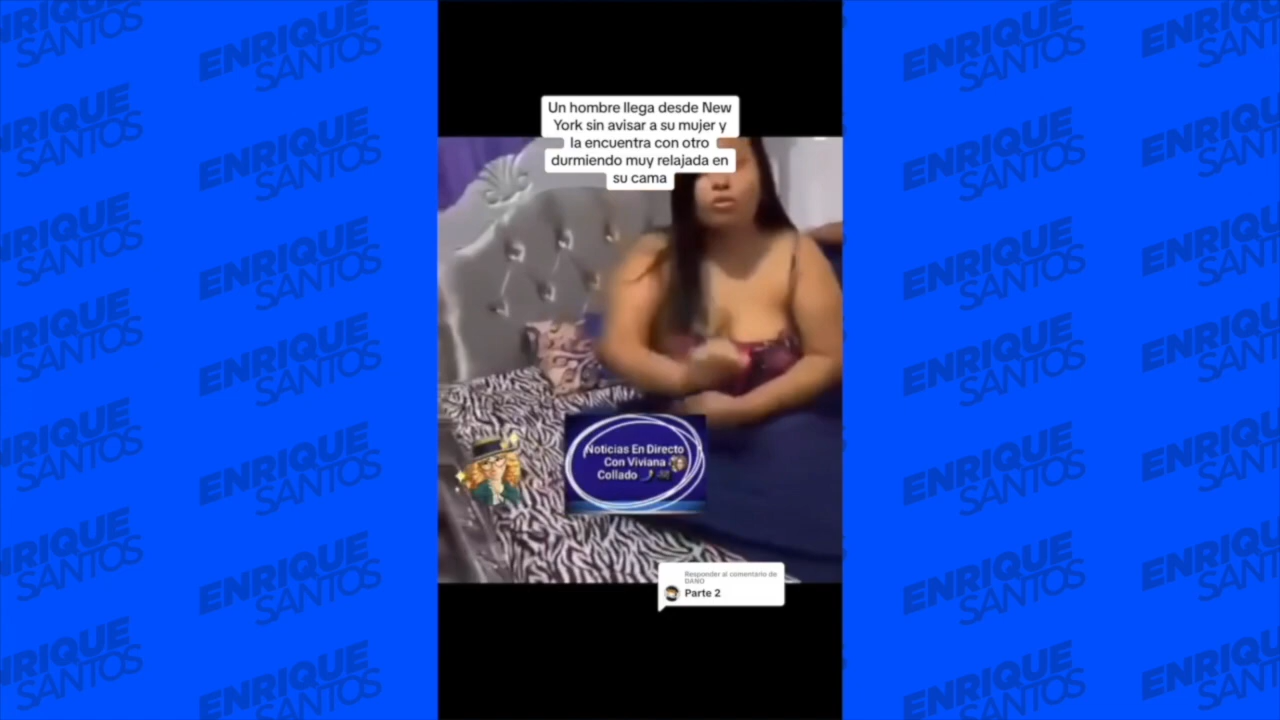 ENRIQUE
SANTOS
Un hombre llega desde New
York sin avisar a su mujer y
la encuentra con otro
durmiendo muy relajada en
su cama
Noticias En Directo
Con Viviana
Collado
Responder al comentario de
DANO
Parte 2